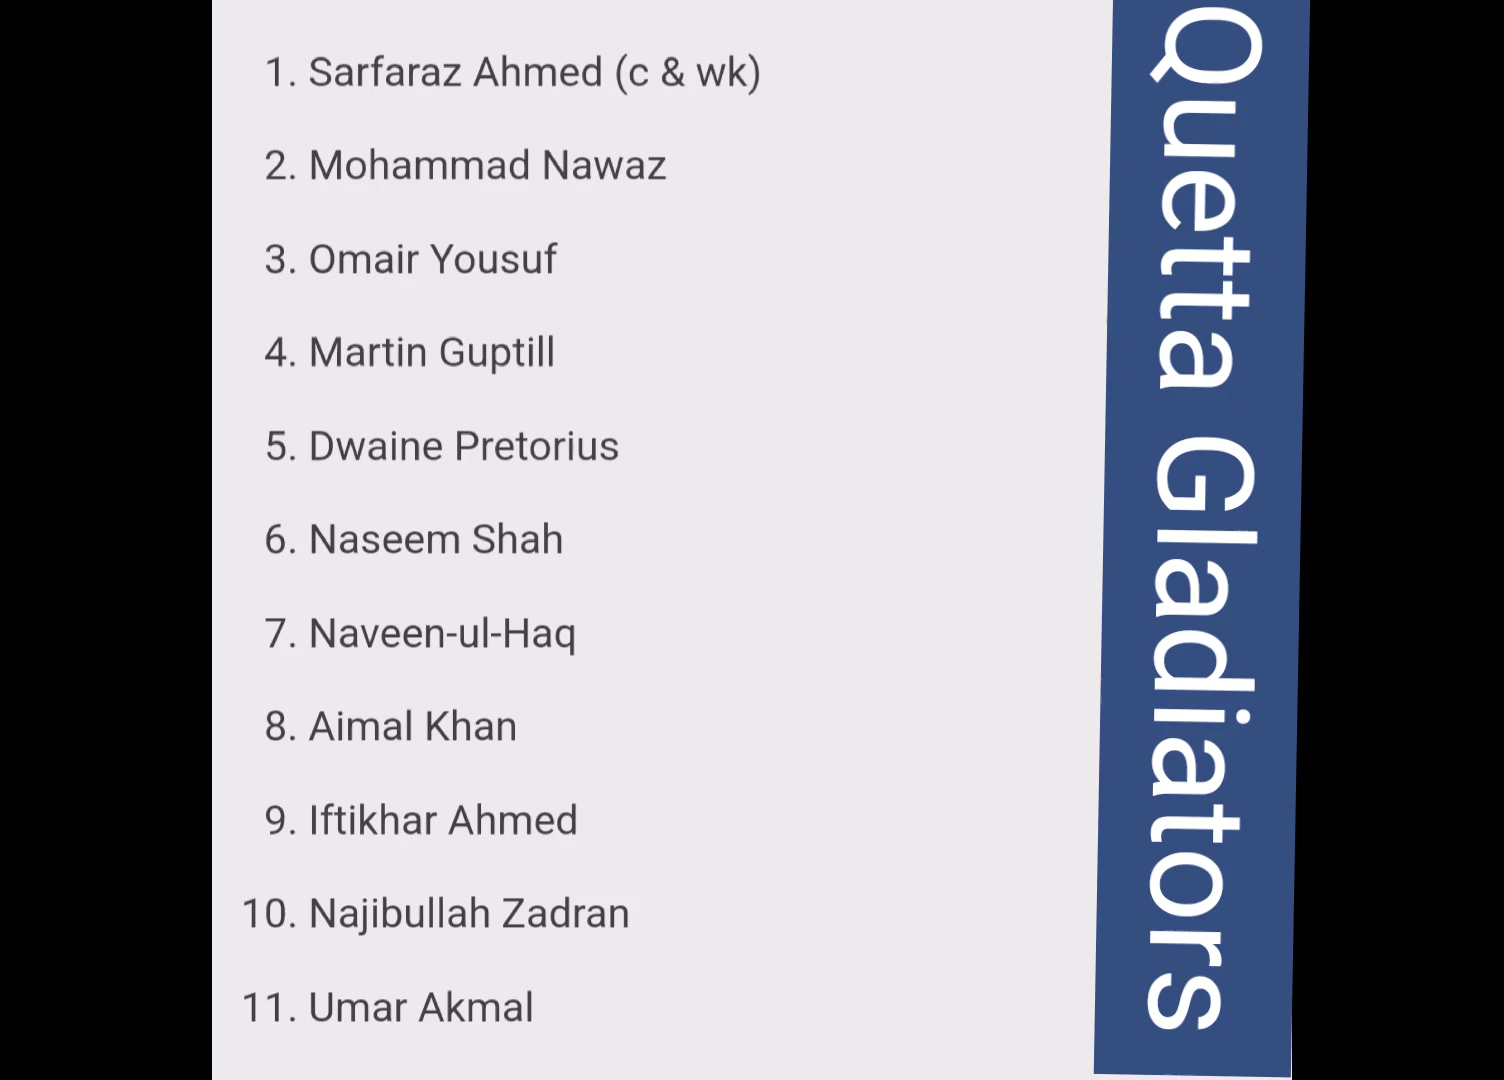 1. Sarfaraz Ahmed (c & wk)
2. Mohammad Nawaz
3. Omair Yousuf
4. Martin Guptill
5. Dwaine Pretorius
6. Naseem Shah
7. Naveen-ul-Haq
8. Aimal Khan
9. Iftikhar Ahmed
10. Najibullah Zadran
11. Umar Akmal
Quetta Gladiators